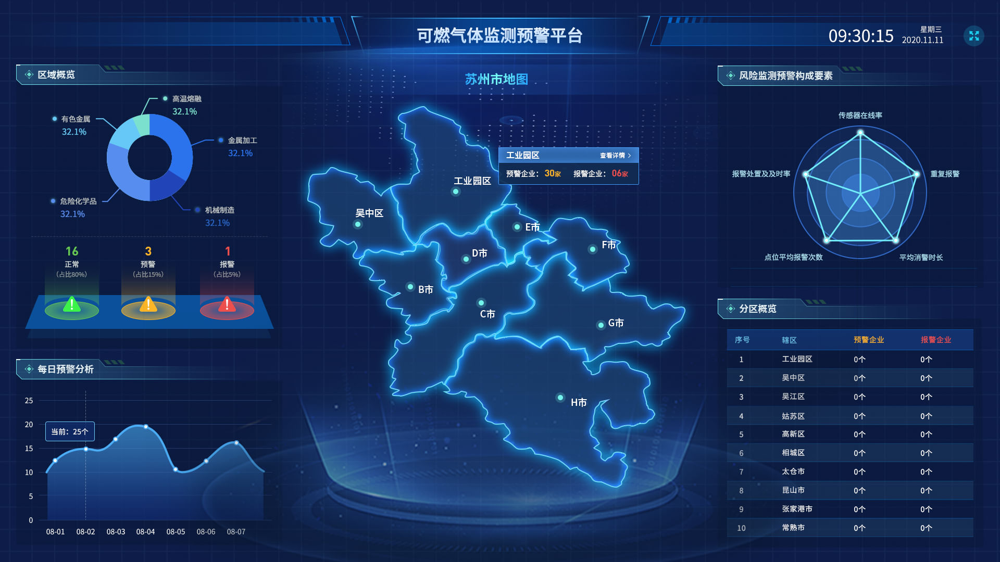 可燃气体监测预警平台
09:30:15
星期三
2020.11.11
区域概览
高温熔融
32.1%
有色金属
32.1%
金属加工
32.1%
危险化学品
32.1%
机械制造
32.1%
16
正常
（占比80%）
3
预警
（占比15%）
1
报警
（占比5%）
每日预警分析
25
20
15
10
5
0
当前：25个
08-01
08-02
08-03
08-04
08-05
08-06
08-07
苏州市地图
工业园区
查看详情 >
预警企业：30家
报警企业：06家
工业园区
吴中区
E市
F市
D市
B市
C市
G市
H市
风险监测预警构成要素
传感器在线率
报警处置及及时率
重复报警
点位平均报警次数
平均消警时长
分区概览
序号 辖区 预警企业 报警企业
1 工业园区 0个 0个
2 吴中区 0个 0个
3 吴江区 0个 0个
4 姑苏区 0个 0个
5 高新区 0个 0个
6 相城区 0个 0个
7 太仓市 0个 0个
8 昆山市 0个 0个
9 张家港市 0个 0个
10 常熟市 0个 0个